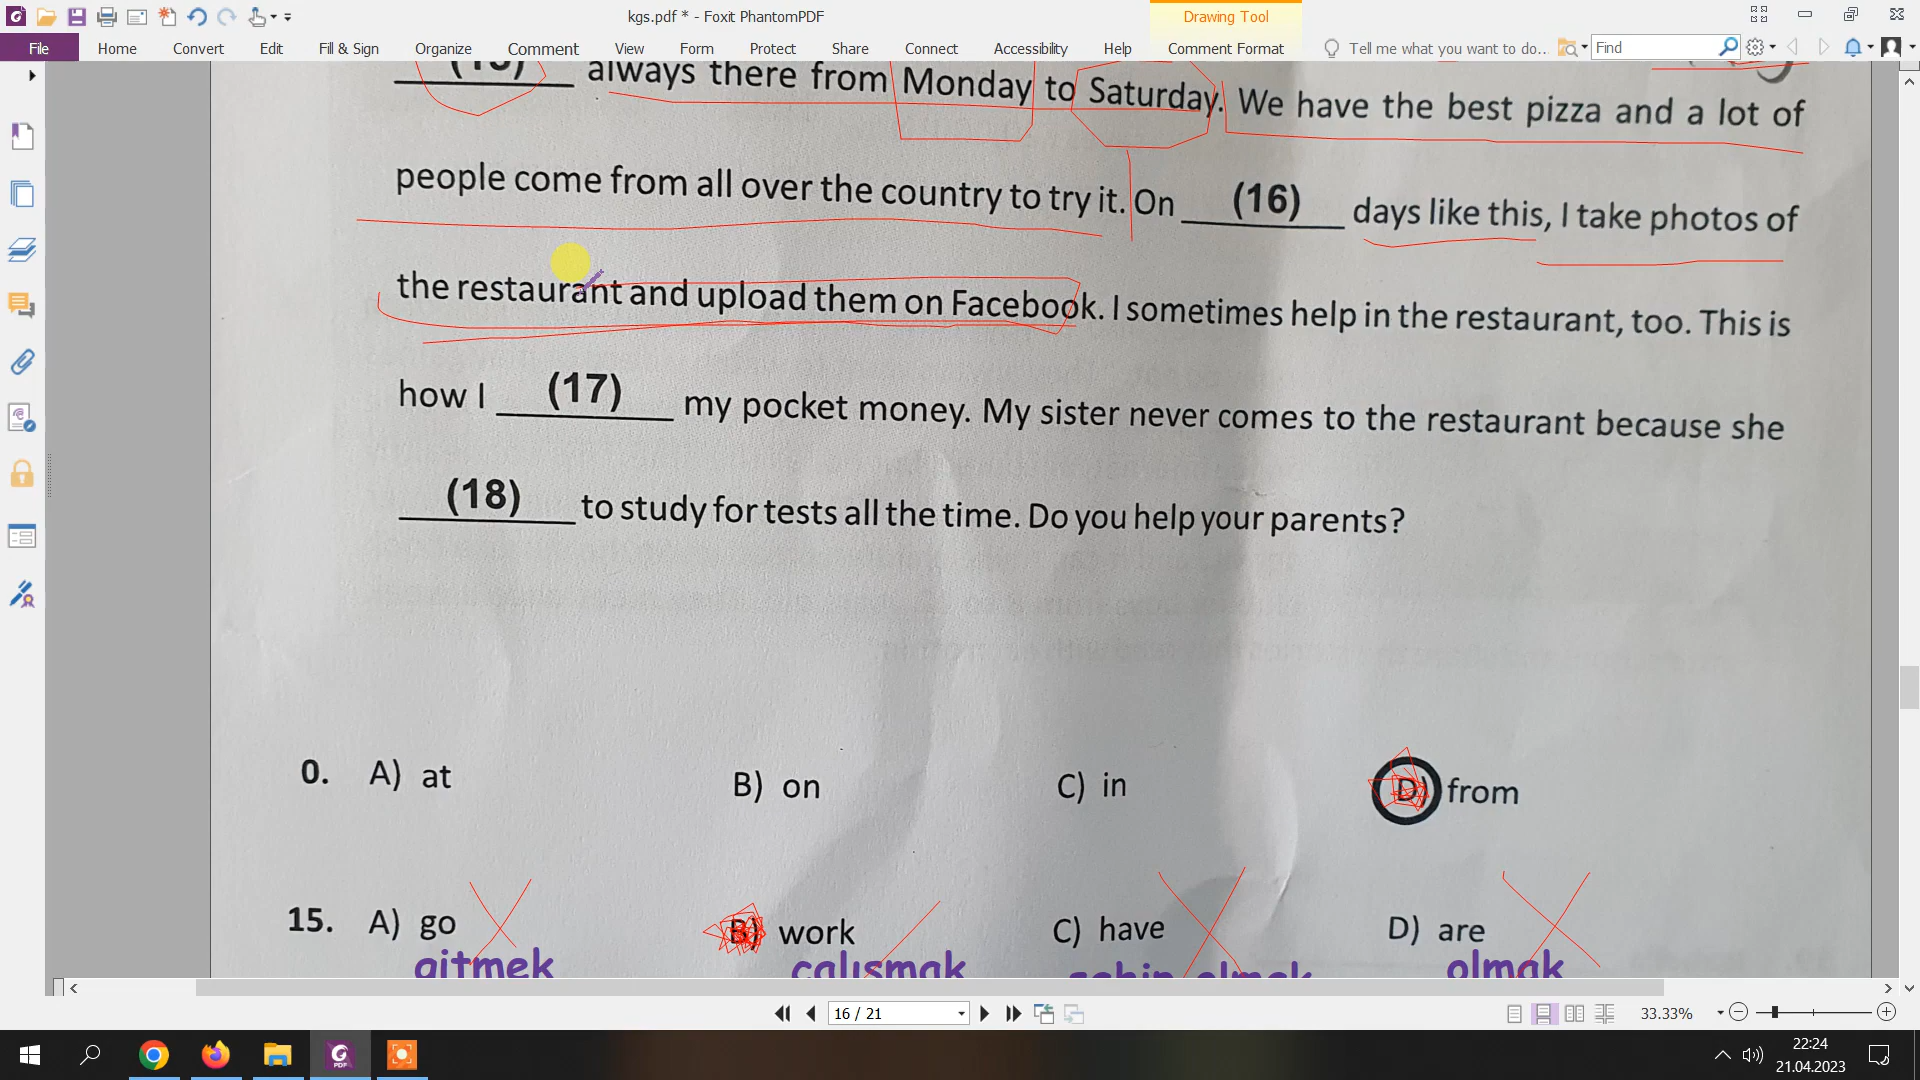 kgs.pdf * - Foxit PhantomPDF
Drawing Tool
File Home Convert Edit Fill & Sign Organize Comment View Form Protect Share Connect Accessibility Help Comment Format Tell me what you want to do... Find
(15) always there from Monday to Saturday. We have the best pizza and a lot of
people come from all over the country to try it. On (16) days like this, I take photos of
the restaurant and upload them on Facebook. I sometimes help in the restaurant, too. This is
how I (17) my pocket money. My sister never comes to the restaurant because she
(18) to study for tests all the time. Do you help your parents?
0. A) at B) on C) in D) from
15. A) go B) work C) have D) are
gitmek çalışmak sahip olmak olmak
16 / 21
33.33%
22:24
21.04.2023